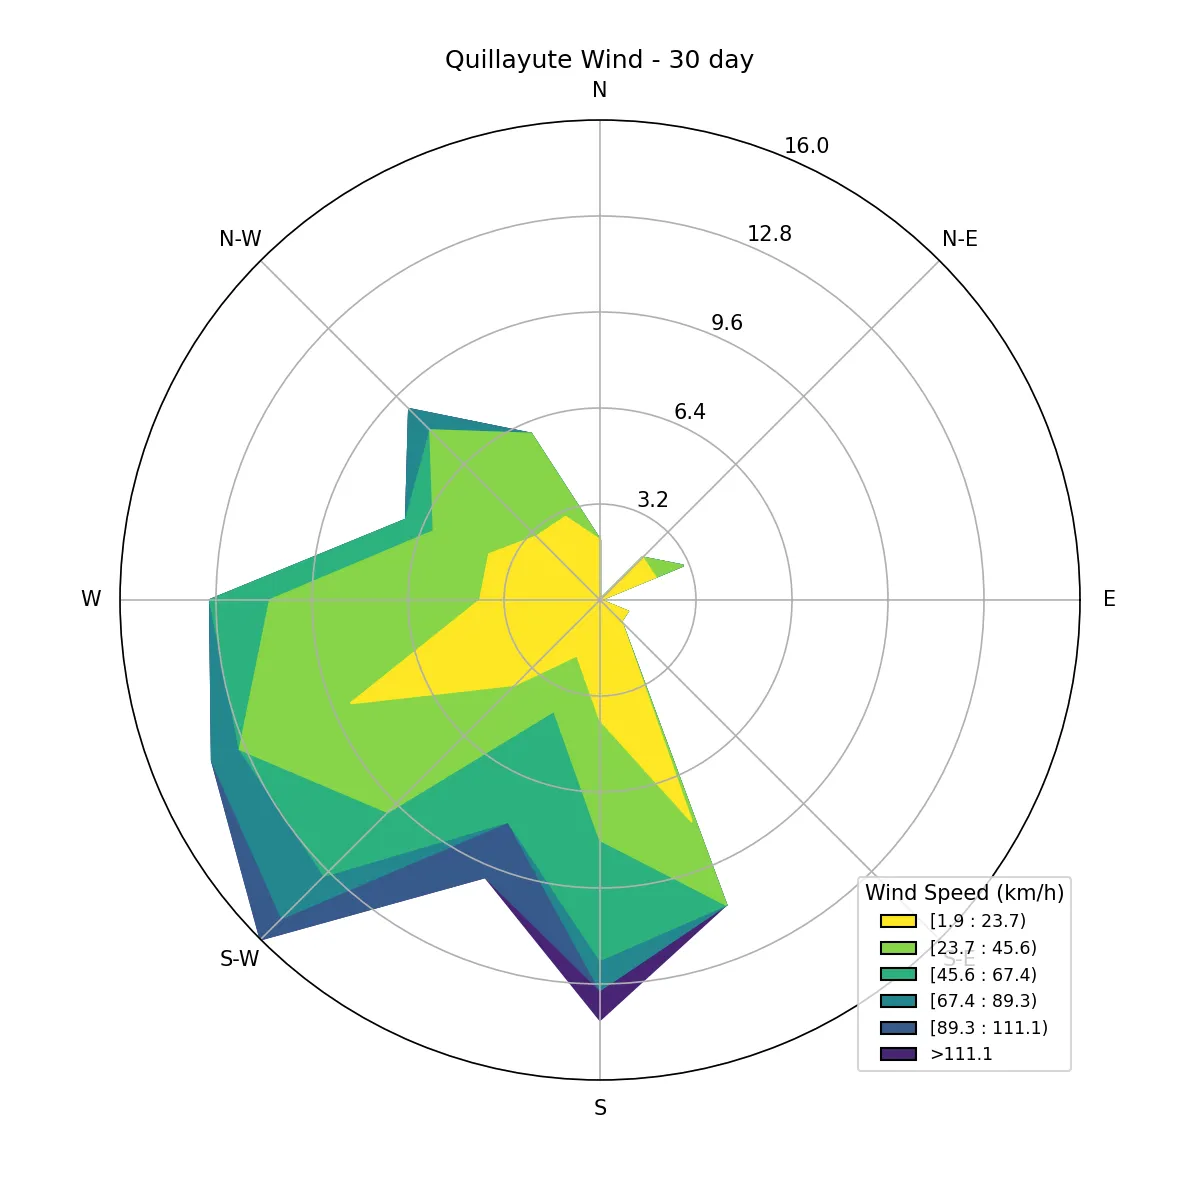 Quillayute Wind - 30 day
N
16.0
N-W
12.8
N-E
9.6
6.4
3.2
W
E
Wind Speed (km/h)
[1.9 : 23.7)
[23.7 : 45.6)
S-W
S-E
[45.6 : 67.4)
[67.4 : 89.3)
[89.3 : 111.1)
>111.1
S